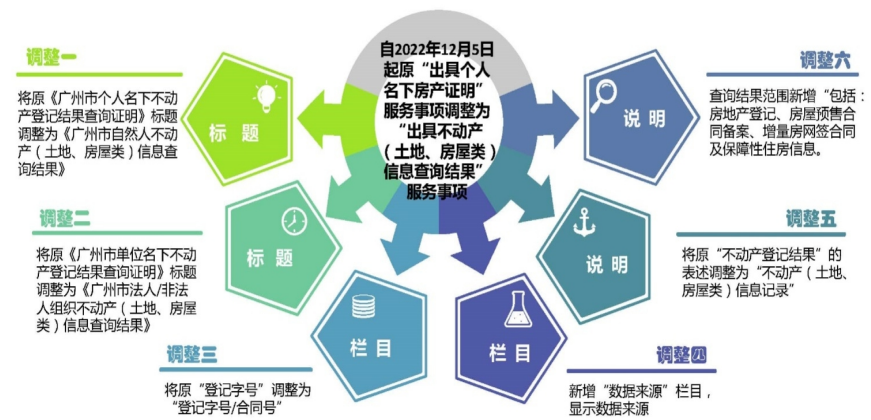 自2022年12月5日
起原“出具个人
名下房产证明”
服务事项调整为
“出具不动产
（土地、房屋类）
信息查询结果”
服务事项
调整一
将原《广州市个人名下不动
产登记结果查询证明》标题
调整为《广州市自然人不动
产（土地、房屋类）信息查
询结果》
标 题
调整二
将原《广州市单位名下不动
产登记结果查询证明》标题
调整为《广州市法人/非法
人组织不动产（土地、房屋
类）信息查询结果》
标 题
调整三
将原“登记字号”调整为
“登记字号/合同号”
栏 目
调整四
新增“数据来源”栏目，
显示数据来源
栏 目
调整五
将原“不动产登记结果”的
表述调整为“不动产（土地、
房屋类）信息记录”
说 明
调整六
查询结果范围新增“包括：
房地产登记、房屋预售合
同备案、增量房网签合同
及保障性住房信息。
说 明